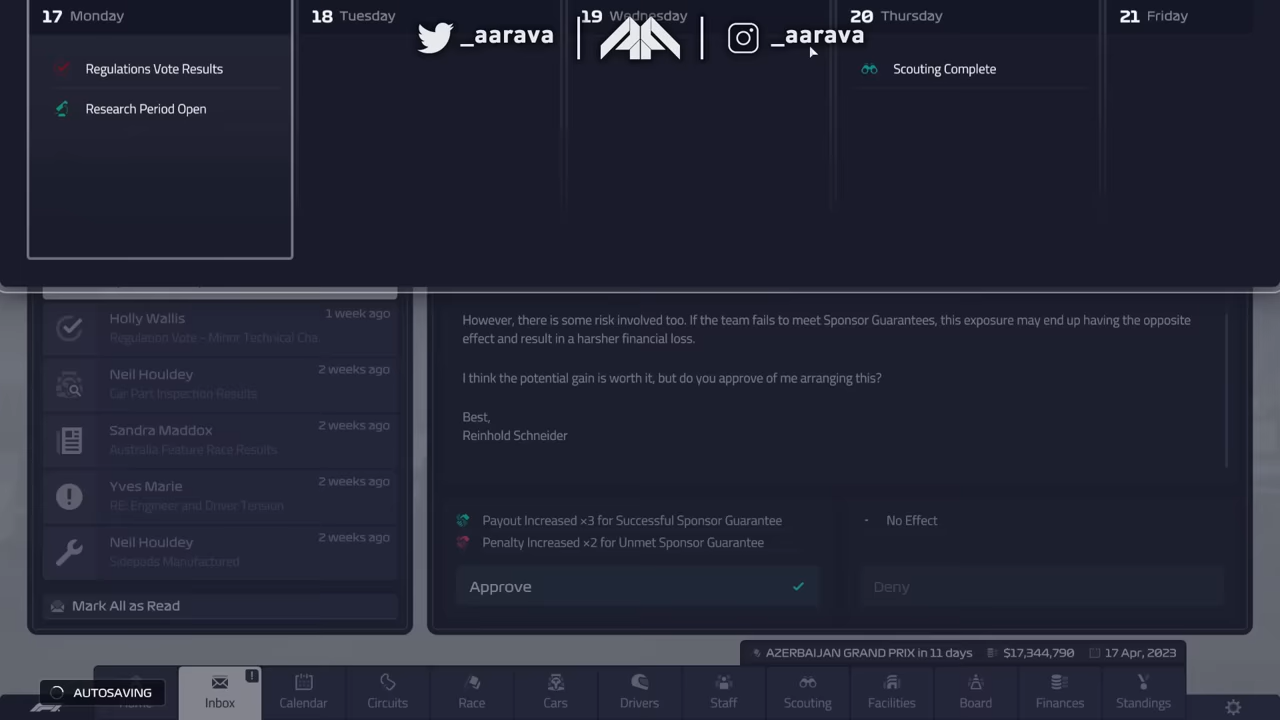 17 Monday
18 Tuesday
19 Wednesday
20 Thursday
21 Friday
_aarava
_aarava
Regulations Vote Results
Research Period Open
Scouting Complete
Holly Wallis
1 week ago
Regulation Vote - Minor Technical Cha
Neil Houldey
2 weeks ago
Car Part Inspection Results
Sandra Maddox
2 weeks ago
Australia Feature Race Results
Yves Marie
2 weeks ago
RE: Engineer and Driver Tension
Neil Houldey
2 weeks ago
Sidepods Manufactured
Mark All as Read
However, there is some risk involved too. If the team fails to meet Sponsor Guarantees, this exposure may end up having the opposite
effect and result in a harsher financial loss.
I think the potential gain is worth it, but do you approve of me arranging this?
Best,
Reinhold Schneider
Payout Increased ×3 for Successful Sponsor Guarantee
Penalty Increased ×2 for Unmet Sponsor Guarantee
- No Effect
Approve
Deny
AZERBAIJAN GRAND PRIX in 11 days
$17,344,790
17 Apr, 2023
AUTOSAVING
Home
Inbox
Calendar
Circuits
Race
Cars
Drivers
Staff
Scouting
Facilities
Board
Finances
Standings